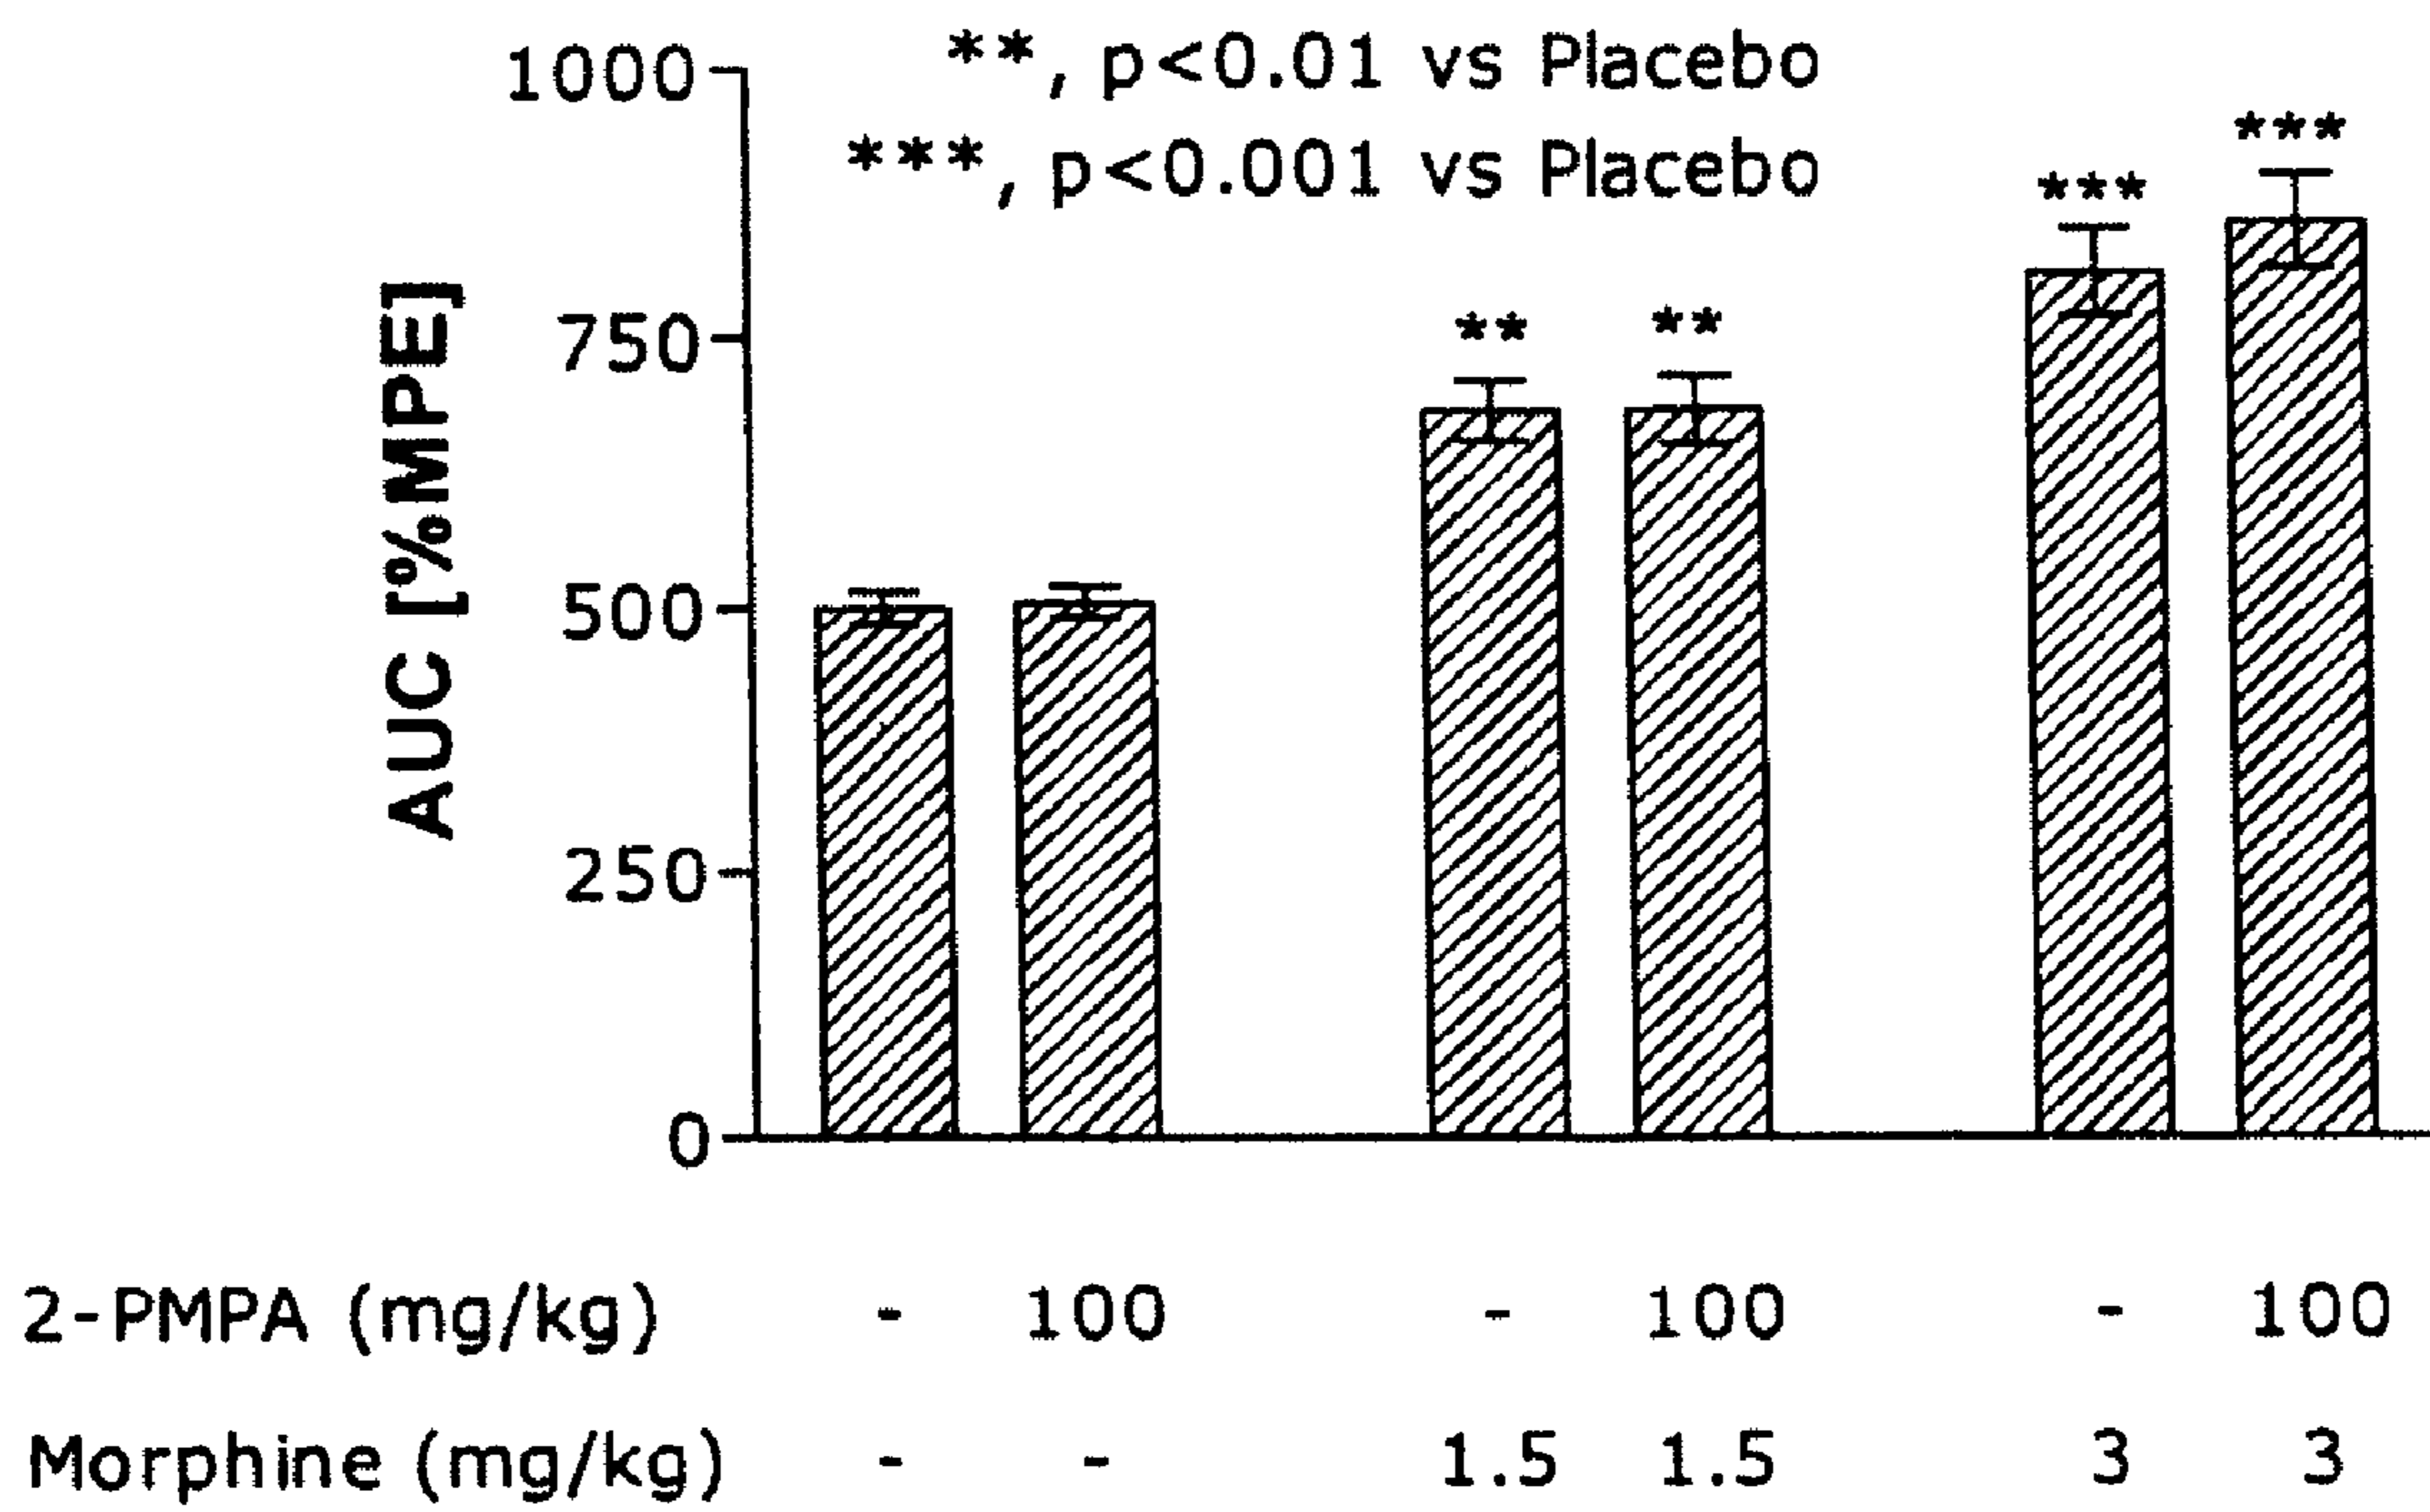 **, p<0.01 vs Placebo
***, p<0.001 vs Placebo
1000
750
500
250
0
AUC [%MPE]
** ** *** ***
2-PMPA (mg/kg) - 100 - 100 - 100
Morphine (mg/kg) - - 1.5 1.5 3 3